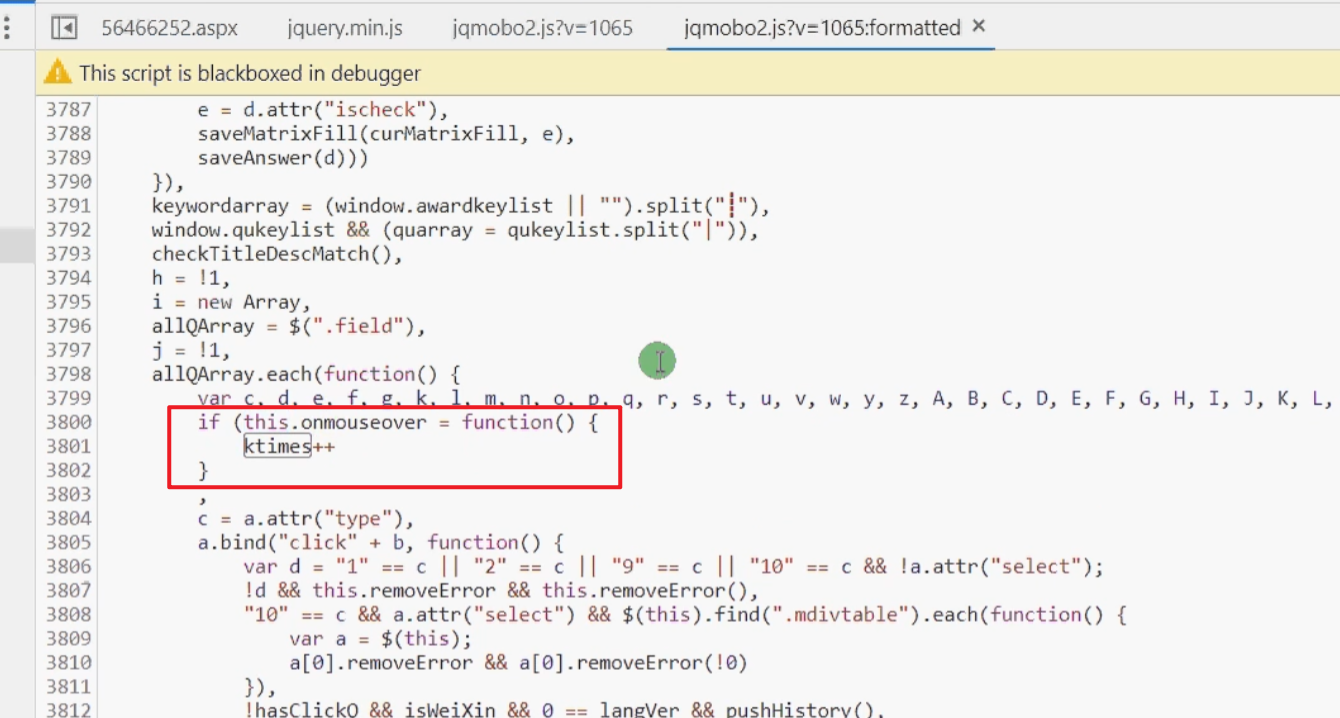 56466252.aspx jquery.min.js jqmobo2.js?v=1065 jqmobo2.js?v=1065:formatted ×
This script is blackboxed in debugger
3787 e = d.attr("ischeck"),
3788 saveMatrixFill(curMatrixFill, e),
3789 saveAnswer(d)))
3790 }),
3791 keywordarray = (window.awardkeylist || "").split("┋"),
3792 window.qukeylist && (quarray = qukeylist.split("|")),
3793 checkTitleDescMatch(),
3794 h = !1,
3795 i = new Array,
3796 allQArray = $(".field"),
3797 j = !1,
3798 allQArray.each(function() {
3799 var c, d, e, f, g, k, l, m, n, o, p, q, r, s, t, u, v, w, y, z, A, B, C, D, E, F, G, H, I, J, K, L,
3800 if (this.onmouseover = function() {
3801 ktimes++
3802 }
3803 ,
3804 c = a.attr("type"),
3805 a.bind("click" + b, function() {
3806 var d = "1" == c || "2" == c || "9" == c || "10" == c && !a.attr("select");
3807 !d && this.removeError && this.removeError(),
3808 "10" == c && a.attr("select") && $(this).find(".mdivtable").each(function() {
3809 var a = $(this);
3810 a[0].removeError && a[0].removeError(!0)
3811 }),
3812 !hasClickO && isWeiXin && 0 == langVer && pushHistory(),